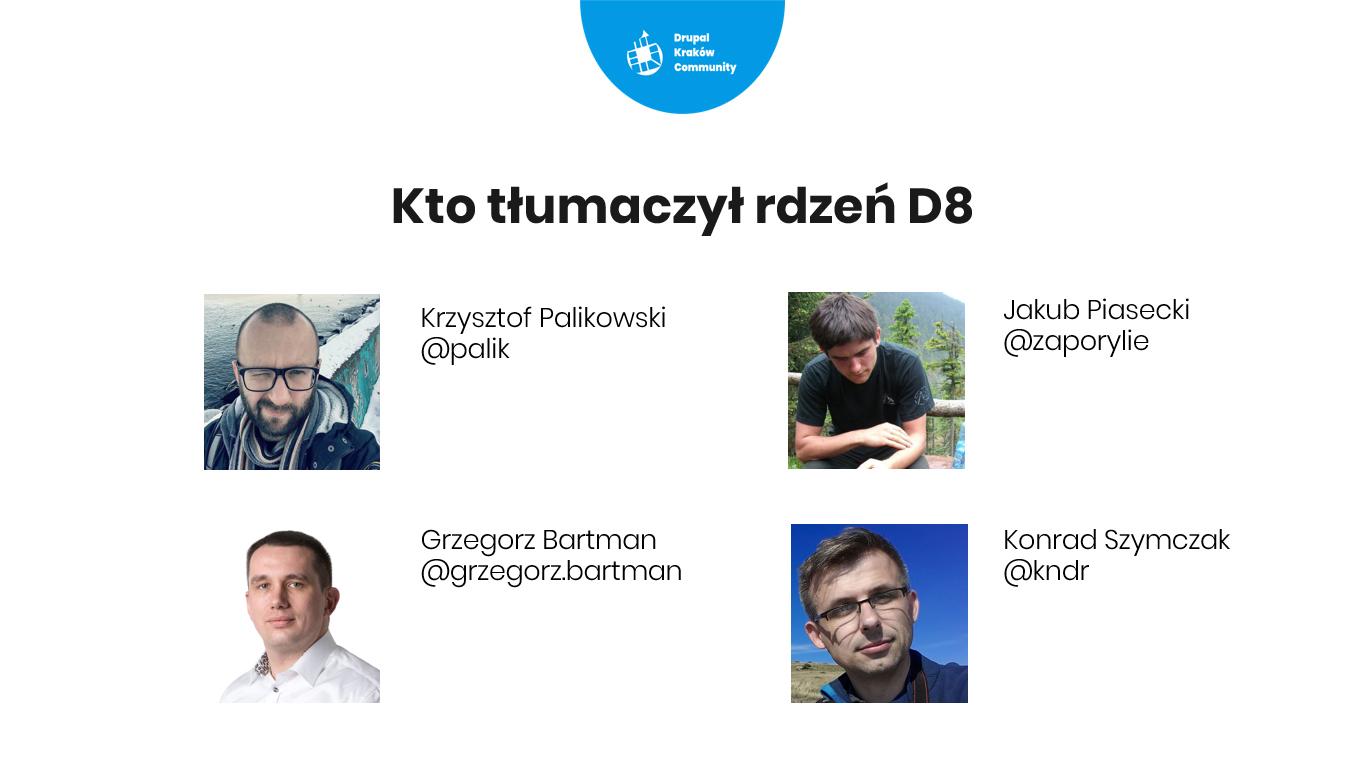 Drupal
Kraków
Community
Kto tłumaczył rdzeń D8
Krzysztof Palikowski
@palik
Jakub Piasecki
@zaporylie
Grzegorz Bartman
@grzegorz.bartman
Konrad Szymczak
@kndr